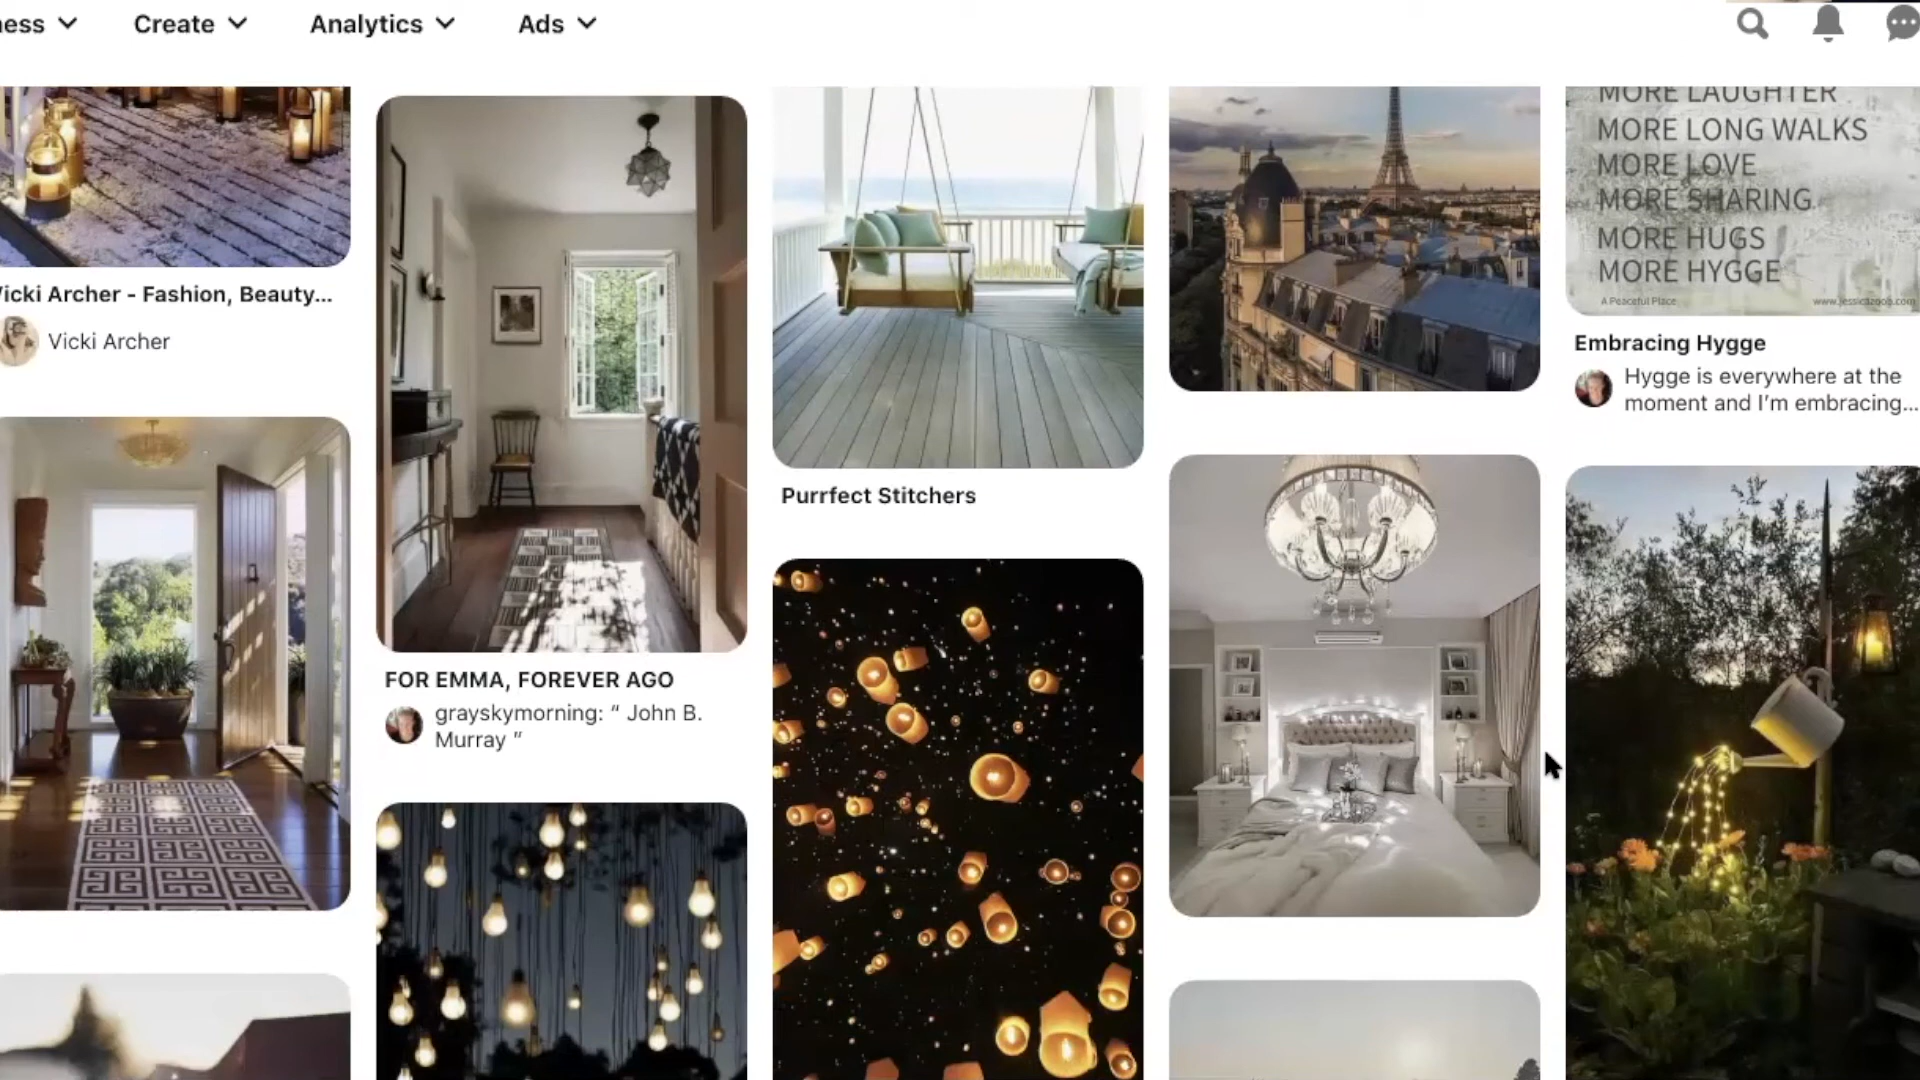 ness
Create
Analytics
Ads
MORE LAUGHTER
MORE LONG WALKS
MORE LOVE
MORE SHARING
MORE HUGS
MORE HYGGE
A Peaceful Place
Vicki Archer - Fashion, Beauty...
Vicki Archer
Embracing Hygge
Hygge is everywhere at the
moment and I'm embracing...
Purrfect Stitchers
FOR EMMA, FOREVER AGO
grayskymorning: “ John B.
Murray ”